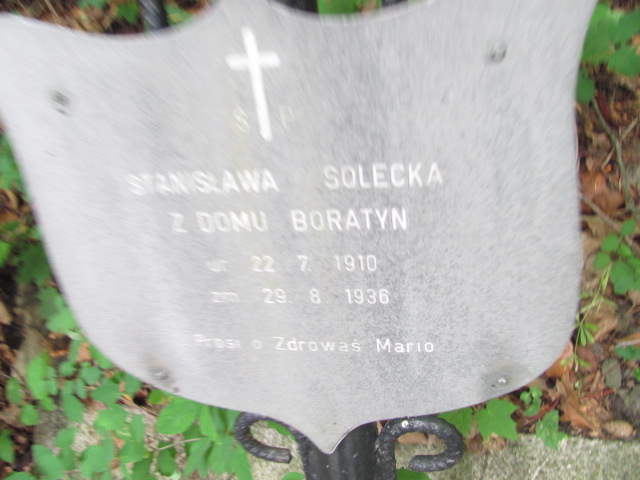 S P
STANISŁAWA SOLECKA
Z DOMU BORATYN
ur 22 7. 1910
zm 29 8 1936
Prosi o Zdrowaś Mario